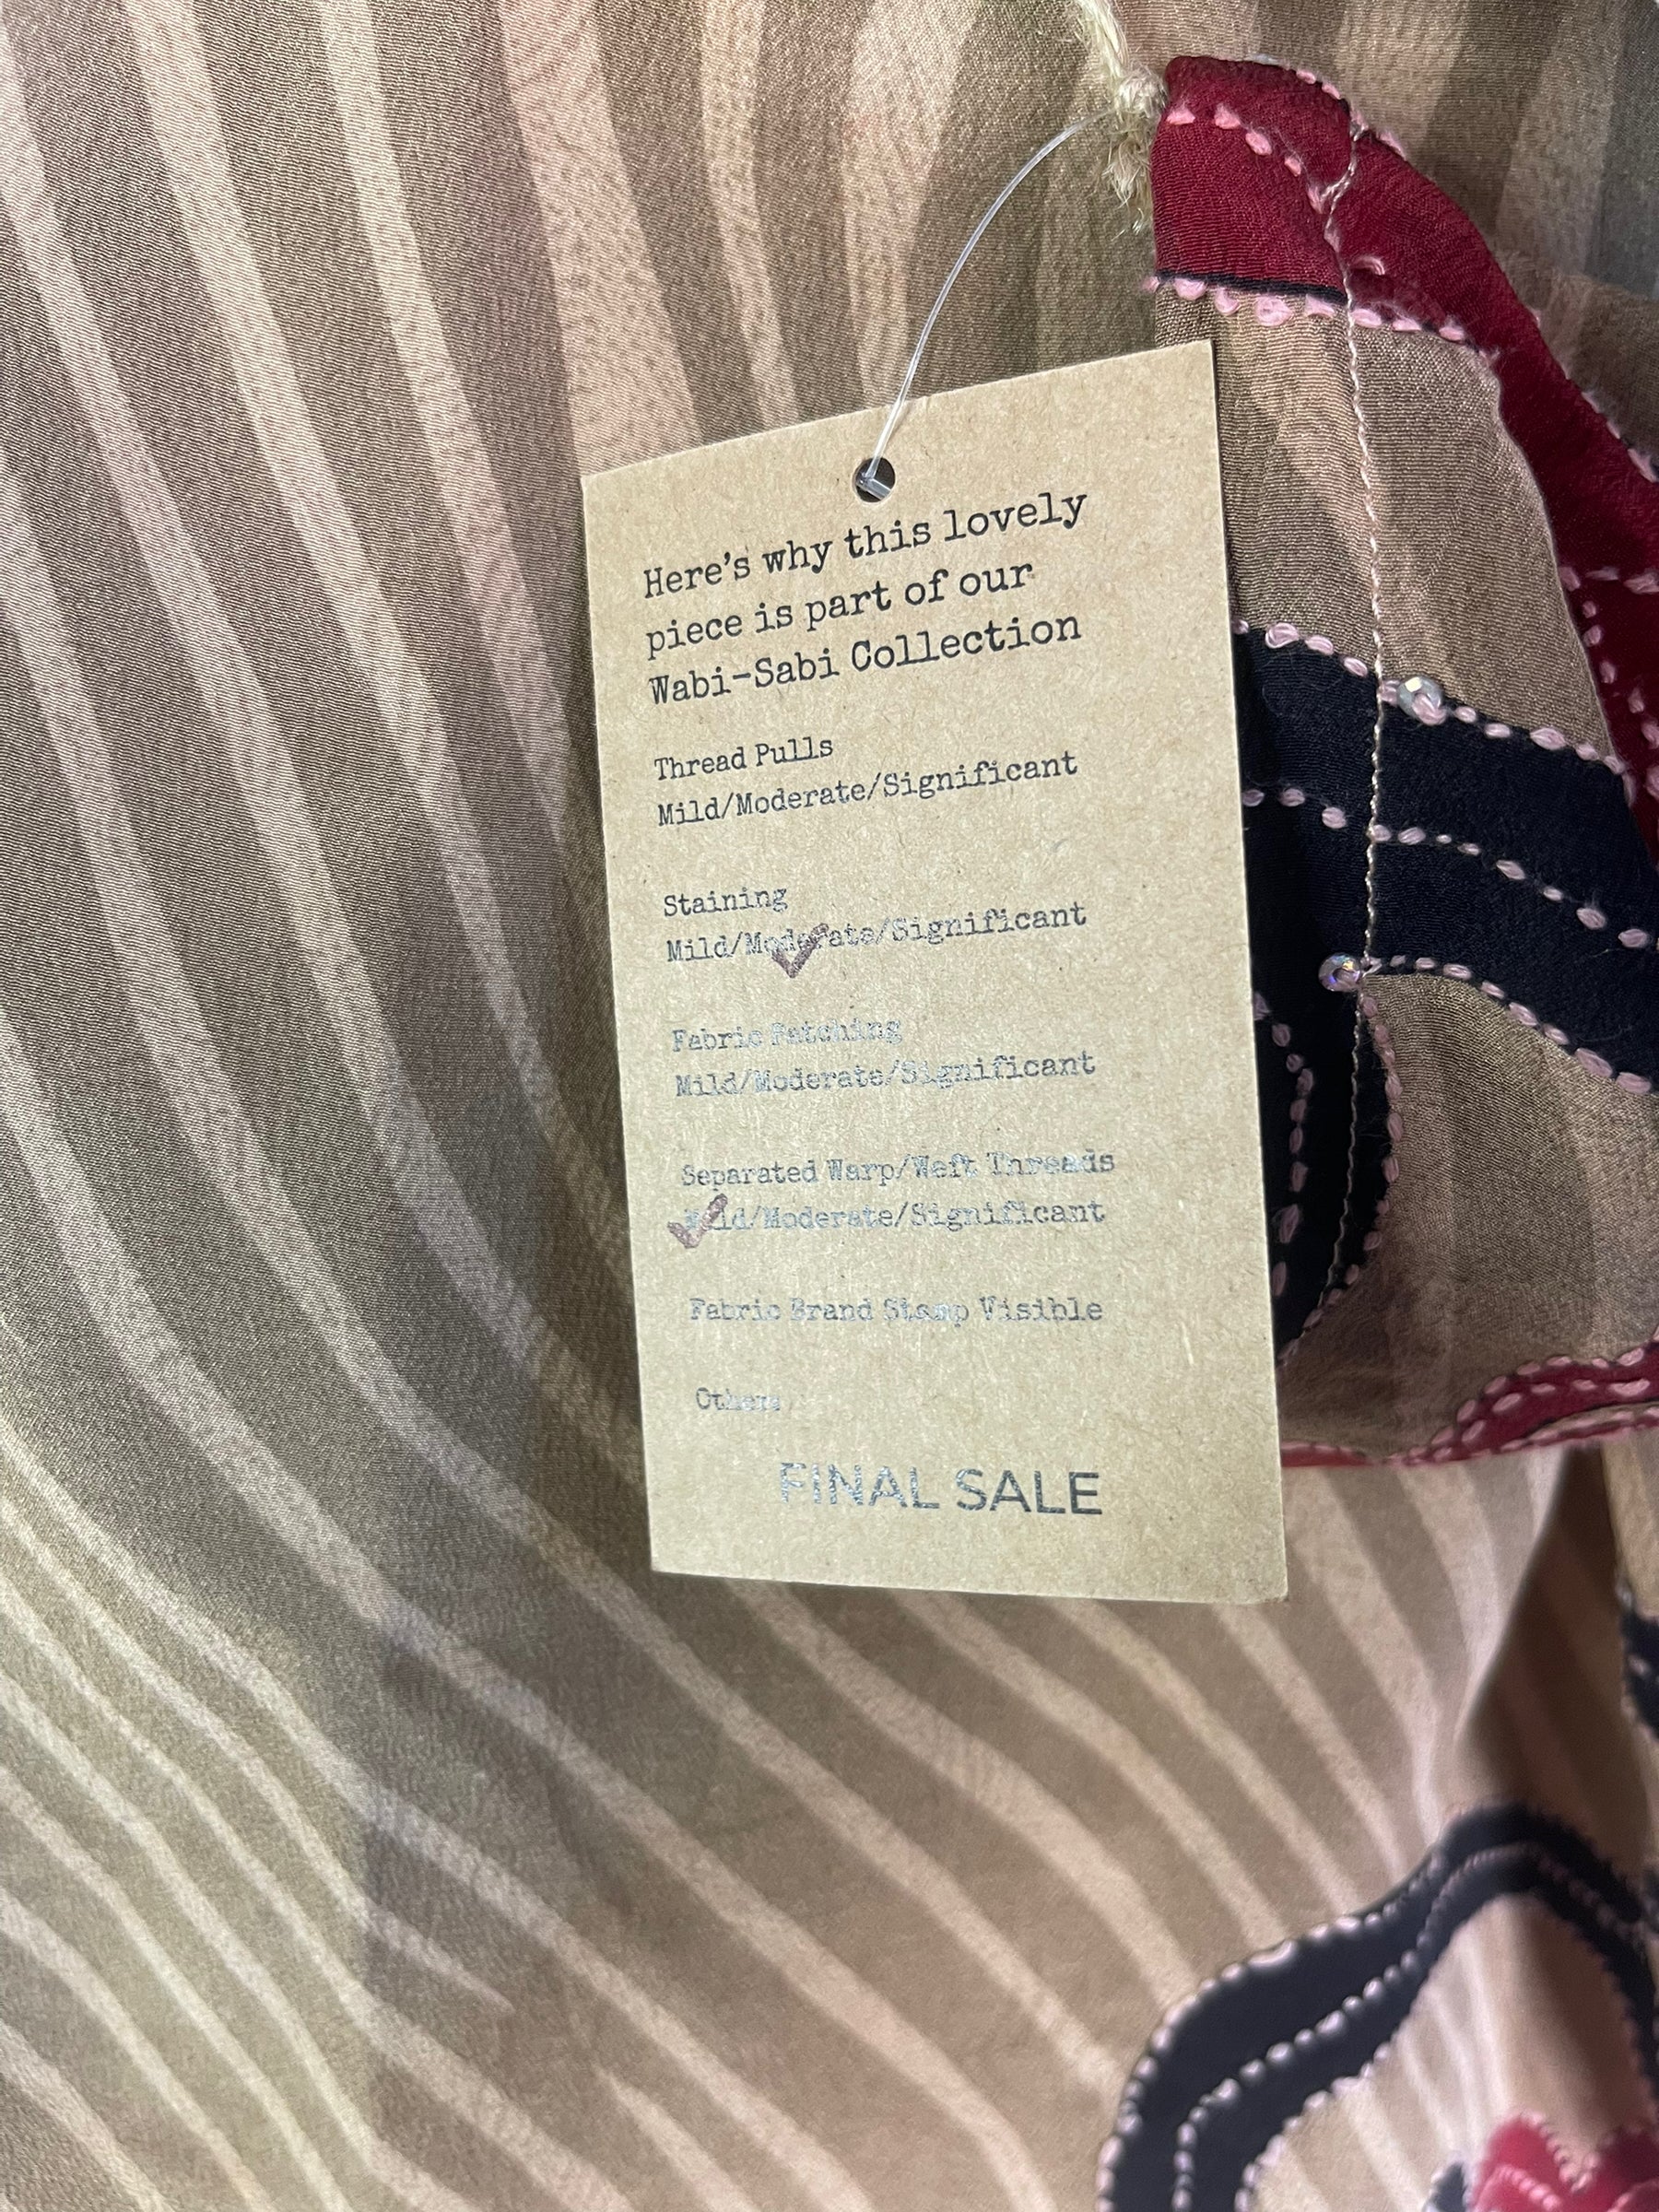 Here's why this lovely
piece is part of our
Wabi-Sabi Collection
Thread Pulls
Mild/Moderate/Significant
Staining
Mild/Moderate/Significant
Fabric Patching
Mild/Moderate/Significant
Separated Warp/Weft Threads
Mild/Moderate/Significant
Fabric Brand Stamp Visible
Others
FINAL SALE